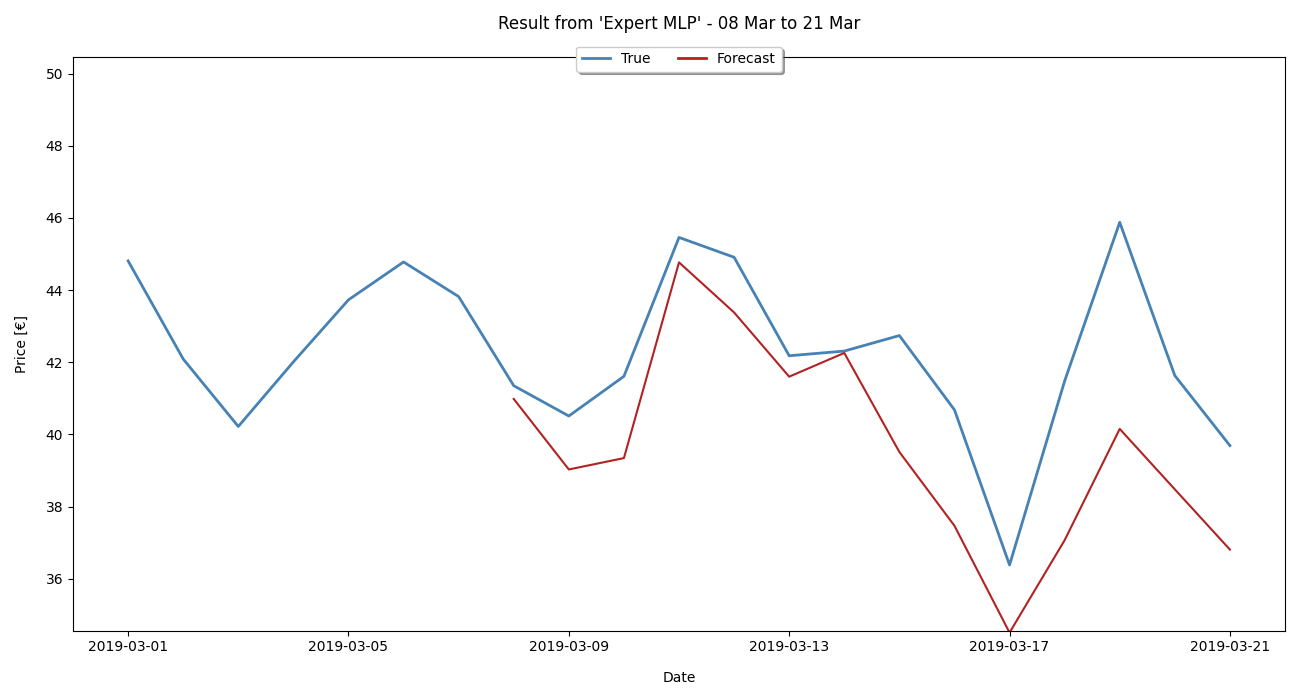 Result from 'Expert MLP' - 08 Mar to 21 Mar
True Forecast
50
48
46
44
42
40
38
36
Price [€]
2019-03-01 2019-03-05 2019-03-09 2019-03-13 2019-03-17 2019-03-21
Date